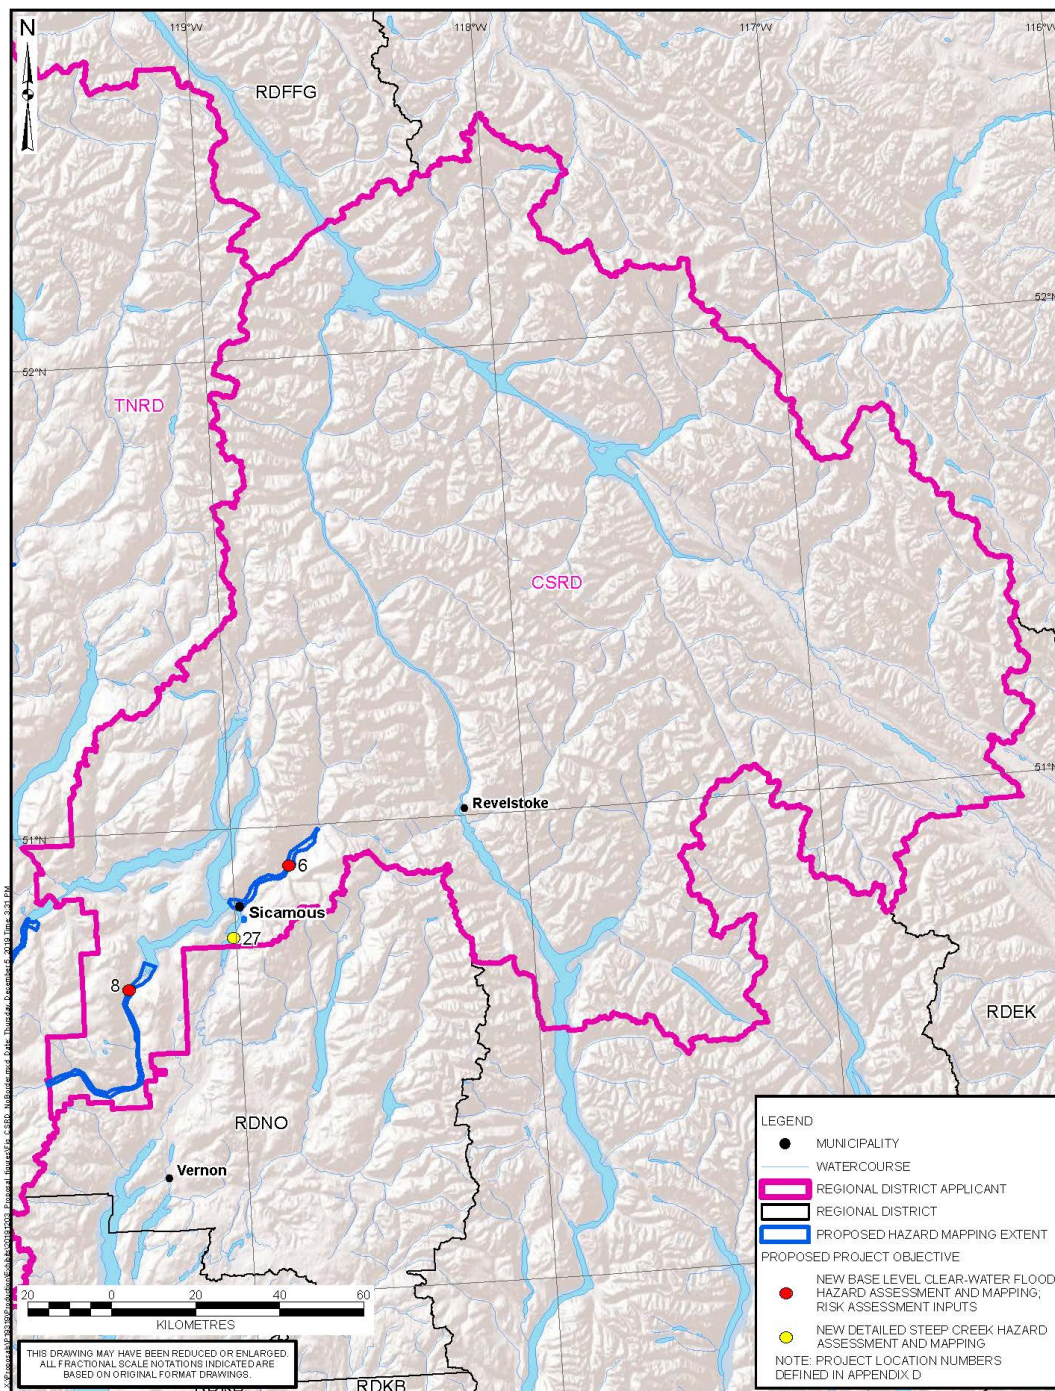 119°W
118°W
117°W
116°W
N
RDFFG
52°N
52°N
TNRD
CSRD
51°N
51°N
Revelstoke
6
Sicamous
27
8
RDEK
RDNO
Vernon
LEGEND
MUNICIPALITY
WATERCOURSE
REGIONAL DISTRICT APPLICANT
REGIONAL DISTRICT
PROPOSED HAZARD MAPPING EXTENT
PROPOSED PROJECT OBJECTIVE
NEW BASE LEVEL CLEAR-WATER FLOOD
HAZARD ASSESSMENT AND MAPPING;
RISK ASSESSMENT INPUTS
NEW DETAILED STEEP CREEK HAZARD
ASSESSMENT AND MAPPING
NOTE: PROJECT LOCATION NUMBERS
DEFINED IN APPENDIX D
20 0 20 40 60
KILOMETRES
THIS DRAWING MAY HAVE BEEN REDUCED OR ENLARGED.
ALL FRACTIONAL SCALE NOTATIONS INDICATED ARE
BASED ON ORIGINAL FORMAT DRAWINGS.
RDKB